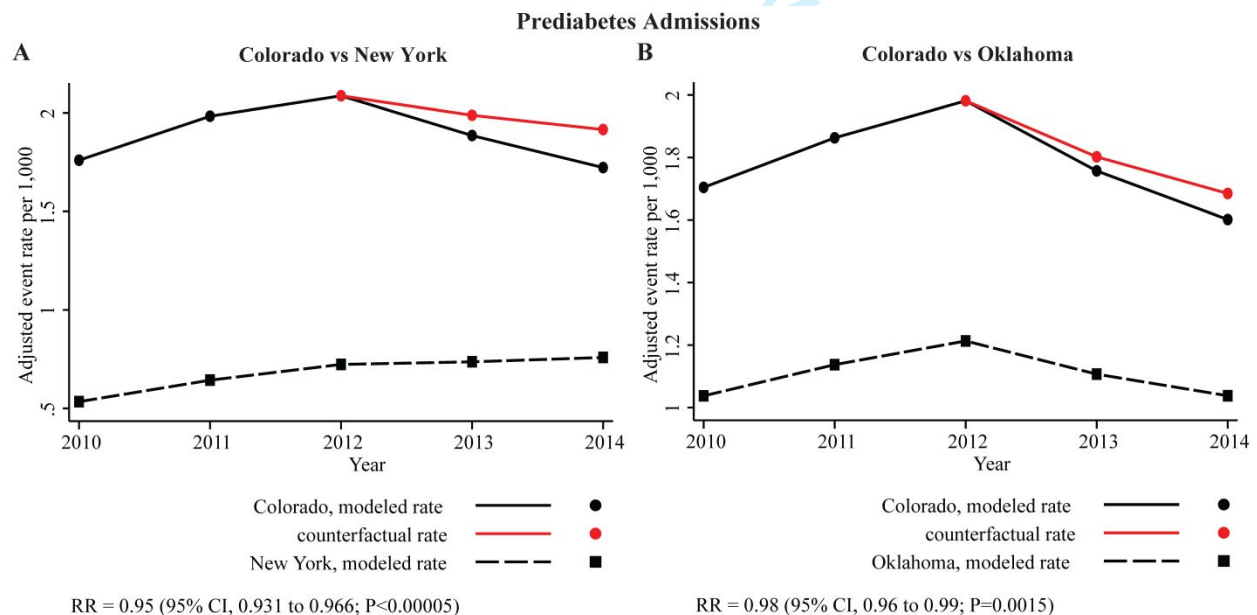 Prediabetes Admissions
A
Colorado vs New York
Adjusted event rate per 1,000
2
1.5
1
.5
2010 2011 2012 2013 2014
Year
Colorado, modeled rate
counterfactual rate
New York, modeled rate
RR = 0.95 (95% CI, 0.931 to 0.966; P<0.00005)
B
Colorado vs Oklahoma
Adjusted event rate per 1,000
2
1.8
1.6
1.4
1.2
1
2010 2011 2012 2013 2014
Year
Colorado, modeled rate
counterfactual rate
Oklahoma, modeled rate
RR = 0.98 (95% CI, 0.96 to 0.99; P=0.0015)